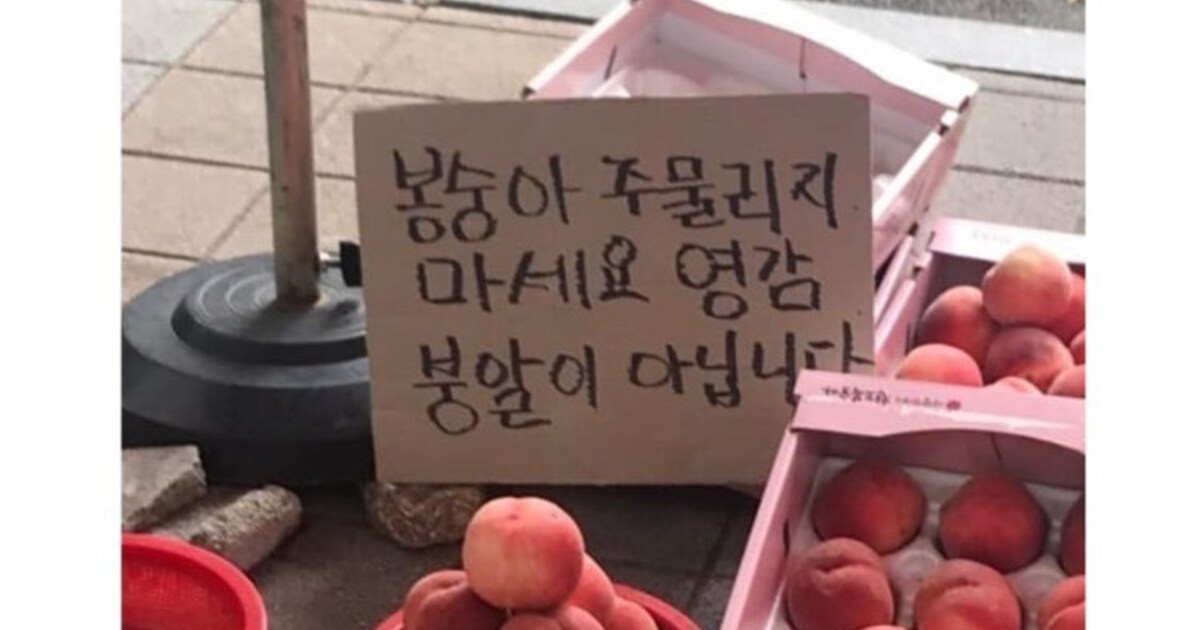 봉숭아 주물리지
마세요 영감
붕알이 아닙니다